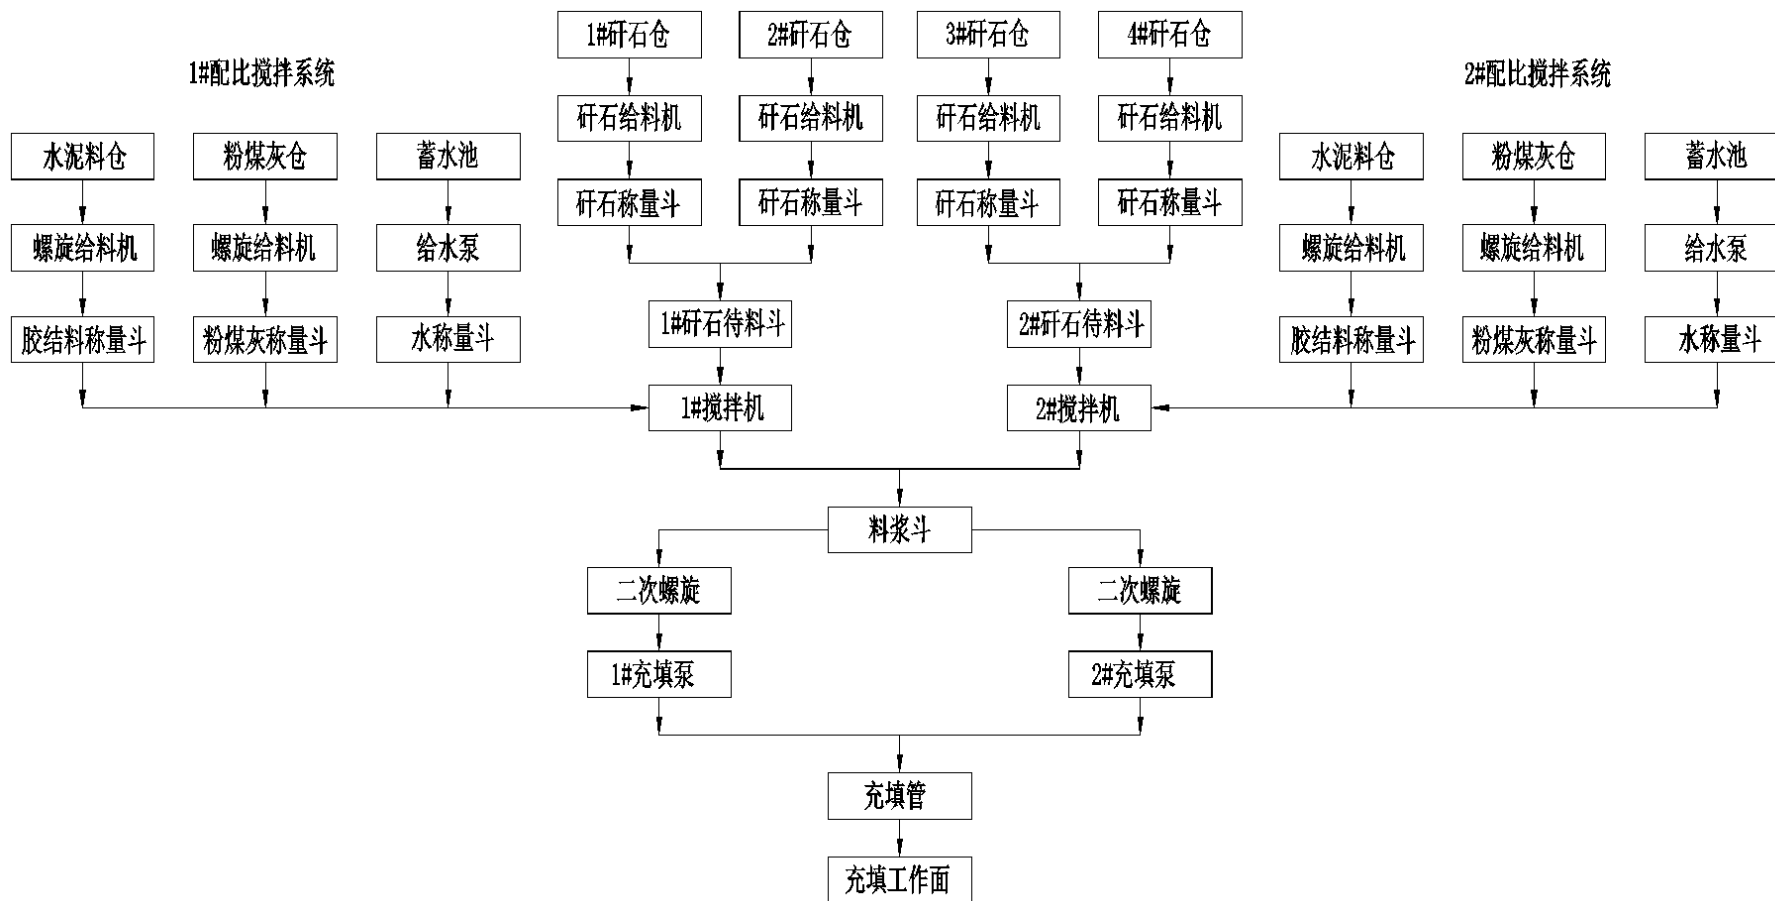 1#矸石仓
2#矸石仓
3#矸石仓
4#矸石仓
1#配比搅拌系统
2#配比搅拌系统
矸石给料机
矸石给料机
矸石给料机
矸石给料机
水泥料仓
粉煤灰仓
蓄水池
水泥料仓
粉煤灰仓
蓄水池
矸石称量斗
矸石称量斗
矸石称量斗
矸石称量斗
螺旋给料机
螺旋给料机
给水泵
螺旋给料机
螺旋给料机
给水泵
1#矸石待料斗
2#矸石待料斗
胶结料称量斗
粉煤灰称量斗
水称量斗
胶结料称量斗
粉煤灰称量斗
水称量斗
1#搅拌机
2#搅拌机
料浆斗
二次螺旋
二次螺旋
1#充填泵
2#充填泵
充填管
充填工作面